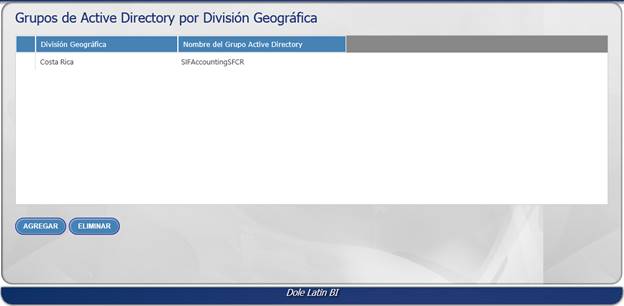 Grupos de Active Directory por División Geográfica
División Geográfica Nombre del Grupo Active Directory
Costa Rica SIFAccountingSFCR
AGREGAR ELIMINAR
Dole Latin BI